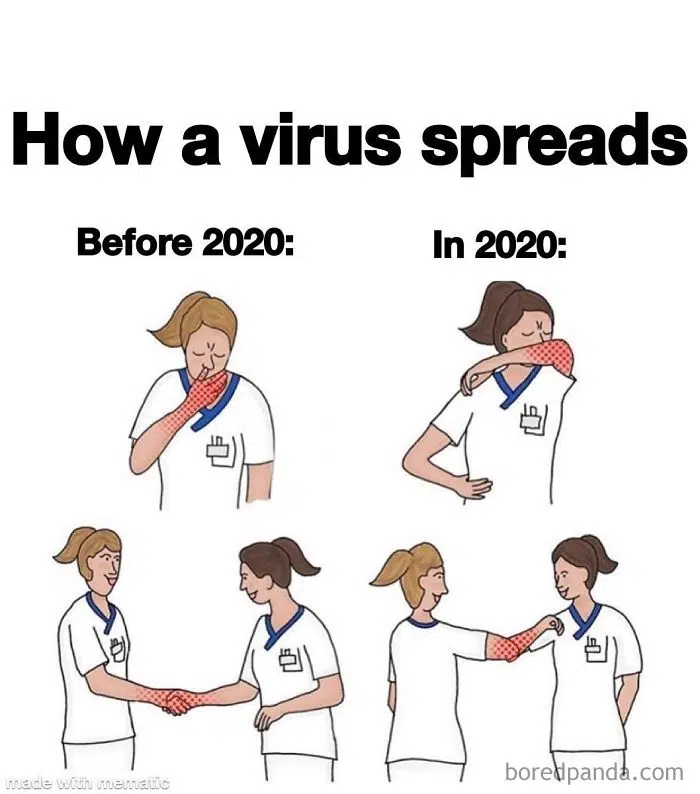 How a virus spreads
Before 2020:
In 2020:
made with mematic
boredpanda.com